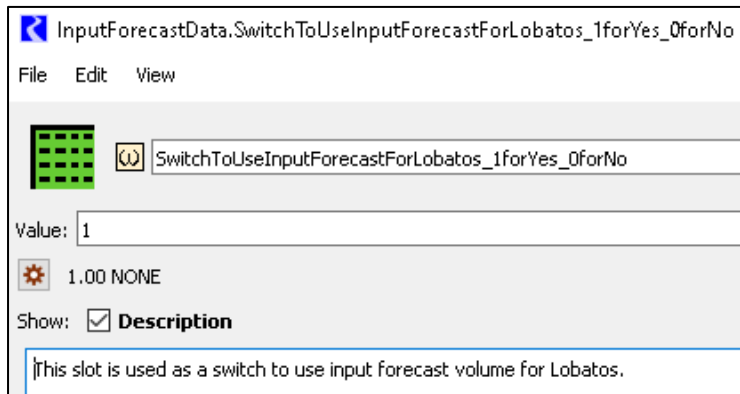 InputForecastData.SwitchToUseInputForecastForLobatos_1forYes_0forNo
File Edit View
ω SwitchToUseInputForecastForLobatos_1forYes_0forNo
Value: 1
1.00 NONE
Show: Description
This slot is used as a switch to use input forecast volume for Lobatos.